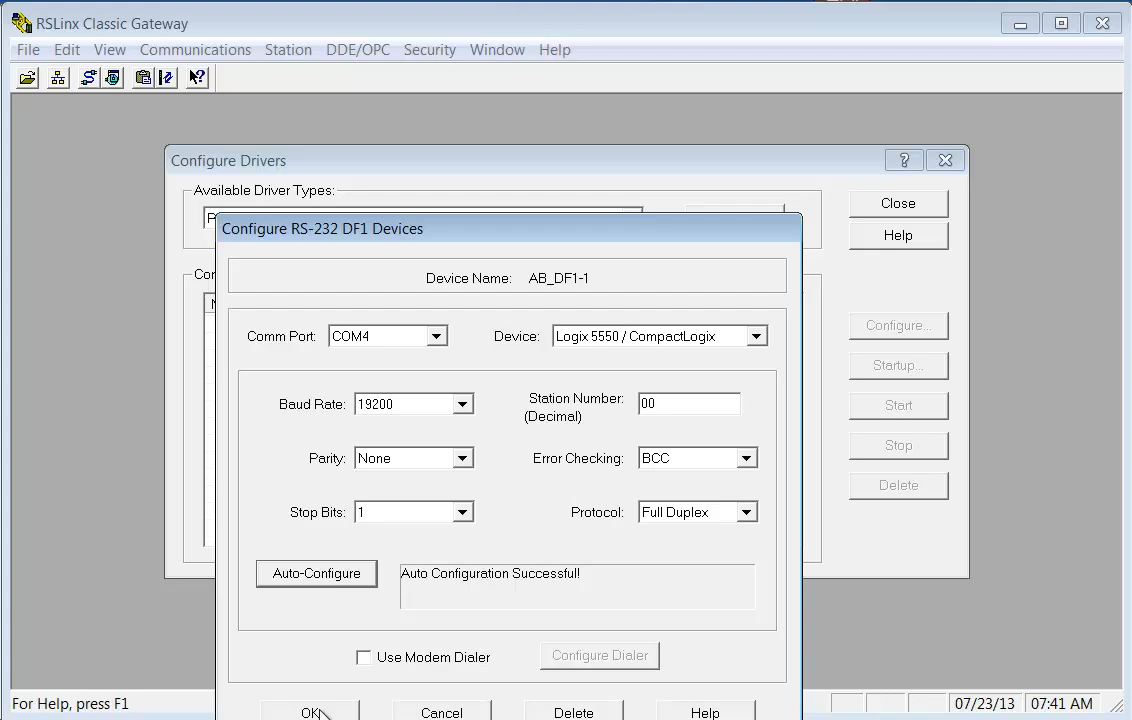 RSLinx Classic Gateway
File Edit View Communications Station DDE/OPC Security Window Help
Configure Drivers
Available Driver Types:
Close
Help
Configure RS-232 DF1 Devices
Device Name: AB_DF1-1
Comm Port: COM4 Device: Logix 5550 / CompactLogix
Configure...
Startup...
Baud Rate: 19200 Station Number: 00
(Decimal)
Start
Parity: None Error Checking: BCC
Stop
Delete
Stop Bits: 1 Protocol: Full Duplex
Auto-Configure Auto Configuration Successful!
Use Modem Dialer Configure Dialer
OK Cancel Delete Help
For Help, press F1 07/23/13 07:41 AM